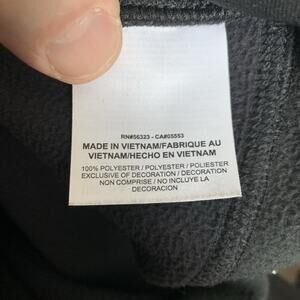 RN#56323 - CA#05553
MADE IN VIETNAM/FABRIQUE AU
VIETNAM/HECHO EN VIETNAM
100% POLYESTER / POLYESTER / POLIESTER
EXCLUSIVE OF DECORATION / DECORATION
NON COMPRISE / NO INCLUYE LA
DECORACION